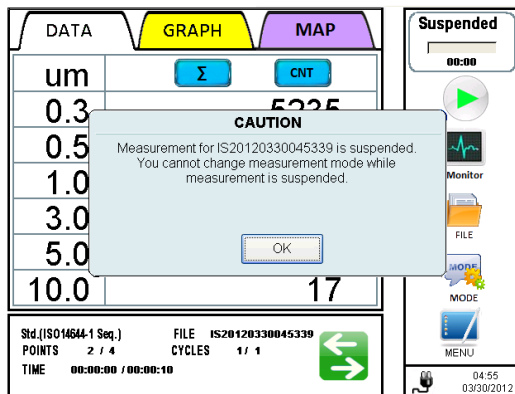 DATA
GRAPH
MAP
Suspended
00:00
um
Σ
CNT
0.3
5235
0.5
1.0
3.0
5.0
10.0
17
CAUTION
Measurement for IS20120330045339 is suspended.
You cannot change measurement mode while
measurement is suspended.
OK
Monitor
FILE
MODE
MODE
MENU
Std.(ISO14644-1 Seq.)
FILE IS20120330045339
POINTS 2 / 4
CYCLES 1 / 1
TIME 00:00:00 / 00:00:10
04:55
03/30/2012